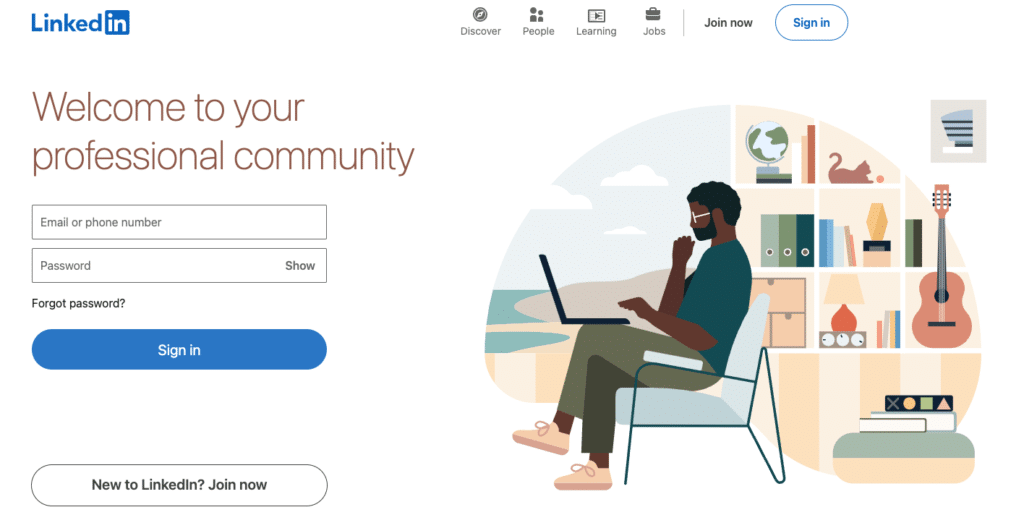 LinkedIn
Discover
People
Learning
Jobs
Join now
Sign in
Welcome to your
professional community
Email or phone number
Password
Show
Forgot password?
Sign in
New to LinkedIn? Join now